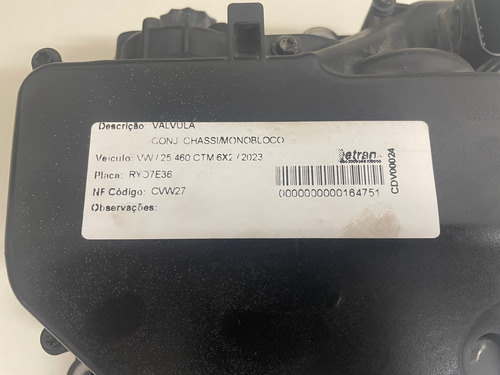 Descrição: VALVULA
CONJ. CHASSI/MONOBLOCO
Veículo: VW / 25 460 CTM 6X2 / 2023
Placa: RYO7E36
NF Código: CVW27
Observações:
etran
0000000000164751
CDV00024